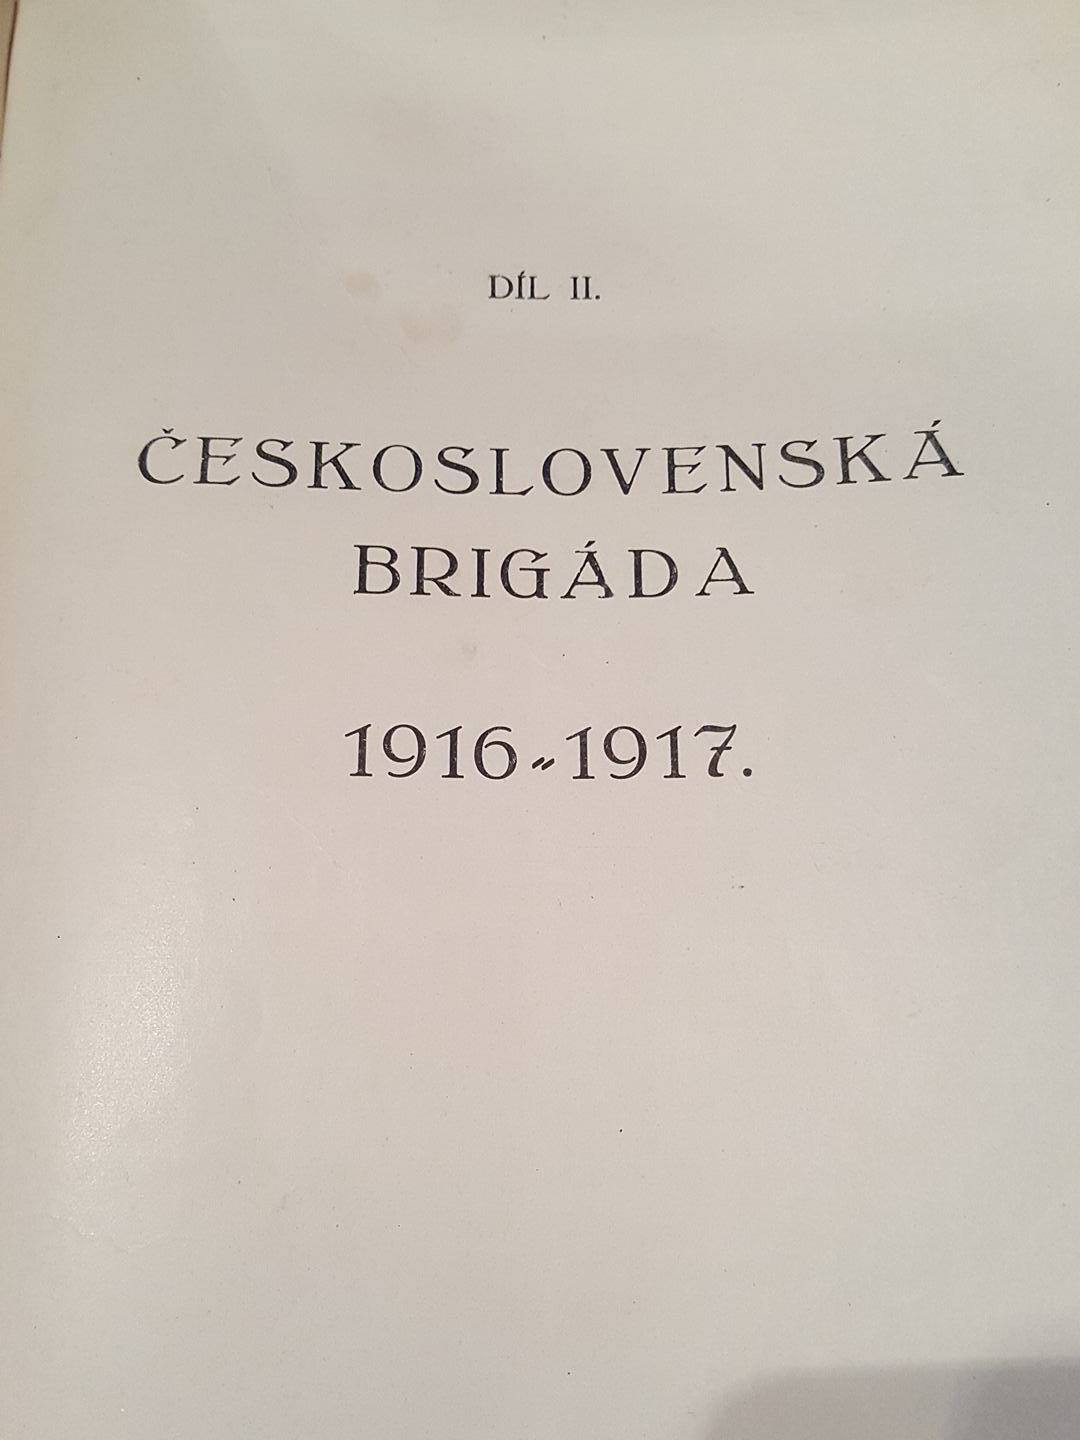 DÍL II.
ČESKOSLOVENSKÁ
BRIGÁDA
1916-1917.